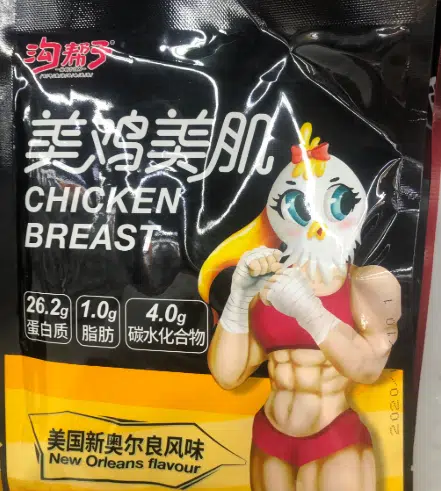 沟帮子
美鸡美肌
CHICKEN
BREAST
26.2g
蛋白质
1.0g
脂肪
4.0g
碳水化合物
美国新奥尔良风味
New Orleans flavour